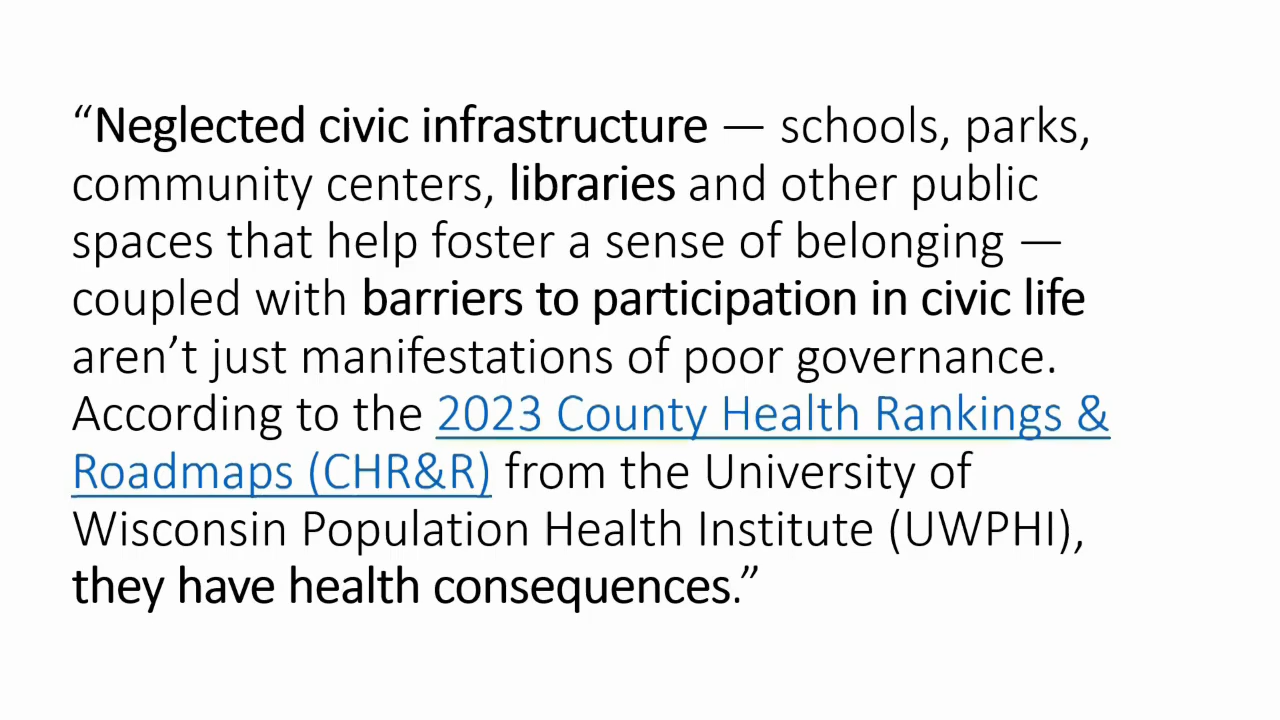 “Neglected civic infrastructure — schools, parks,
community centers, libraries and other public
spaces that help foster a sense of belonging —
coupled with barriers to participation in civic life
aren’t just manifestations of poor governance.
According to the 2023 County Health Rankings &
Roadmaps (CHR&R) from the University of
Wisconsin Population Health Institute (UWPHI),
they have health consequences.”